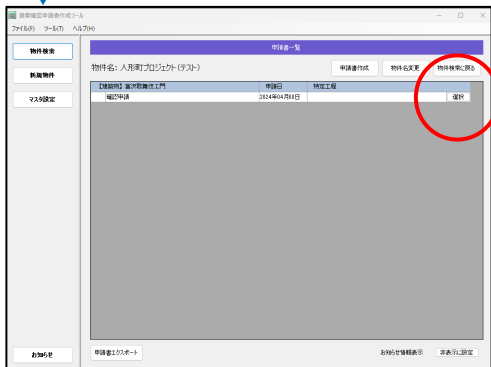 建築確認申請書作成ツール
ファイル(F) ツール(T) ヘルプ(H)
物件検索
新規物件
マスタ設定
お知らせ
申請書一覧
物件名: 人形町プロジェクト(テスト)
申請書作成
物件名変更
物件検索に戻る
【建築物】富沢歌舞伎工門 申請日 特定工程
確認申請 2024年04月08日 選択
申請書エクスポート
お知らせ情報表示
非表示に設定